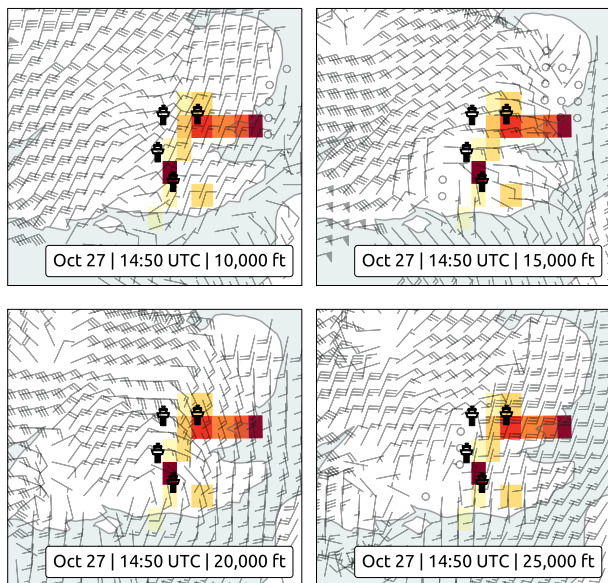 Oct 27 | 14:50 UTC | 10,000 ft
Oct 27 | 14:50 UTC | 15,000 ft
Oct 27 | 14:50 UTC | 20,000 ft
Oct 27 | 14:50 UTC | 25,000 ft